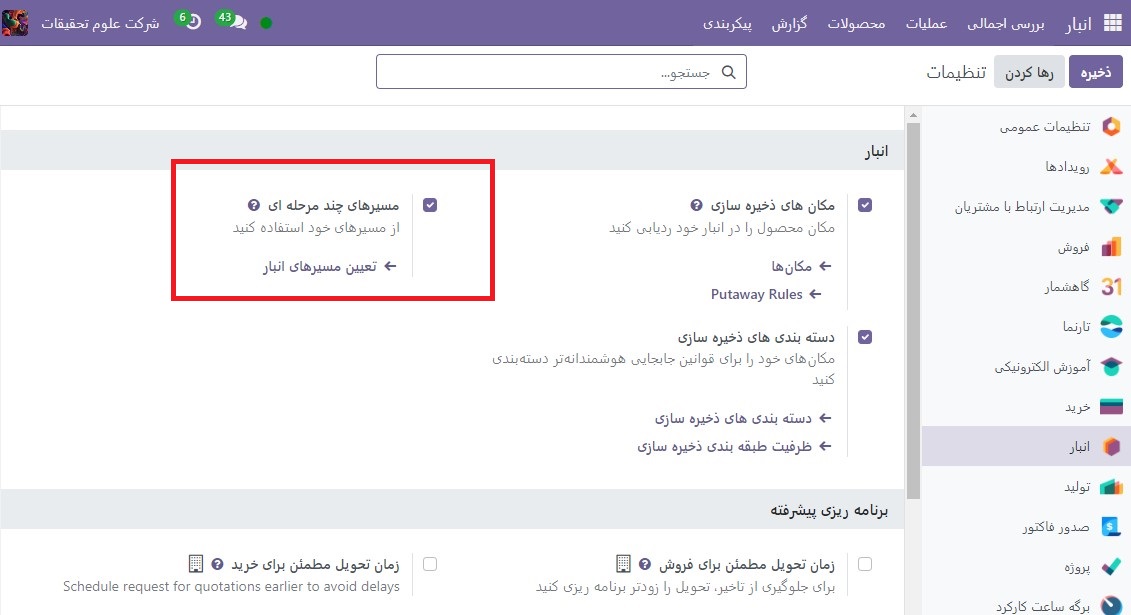 انبار
بررسی اجمالی
عملیات
محصولات
گزارش
پیکربندی
43
6
شرکت علوم تحقیقات
ذخیره
رها کردن
تنظیمات
جستجو...
تنظیمات عمومی
رویدادها
مدیریت ارتباط با مشتریان
فروش
31
گاهشمار
تارنما
آموزش الکترونیکی
خرید
انبار
تولید
$
صدور فاکتور
پروژه
برگه ساعت کارکرد
انبار
مکان های ذخیره سازی ?
مکان محصول را در انبار خود ردیابی کنید
← مکان‌ها
Putaway Rules ←
مسیرهای چند مرحله ای ?
از مسیرهای خود استفاده کنید
← تعیین مسیرهای انبار
دسته بندی های ذخیره سازی
مکان‌های خود را برای قوانین جابجایی هوشمندانه‌تر دسته‌بندی
کنید
← دسته بندی های ذخیره سازی
← ظرفیت طبقه بندی ذخیره سازی
برنامه ریزی پیشرفته
زمان تحویل مطمئن برای فروش ?
برای جلوگیری از تاخیر، تحویل را زودتر برنامه ریزی کنید
زمان تحویل مطمئن برای خرید ?
Schedule request for quotations earlier to avoid delays